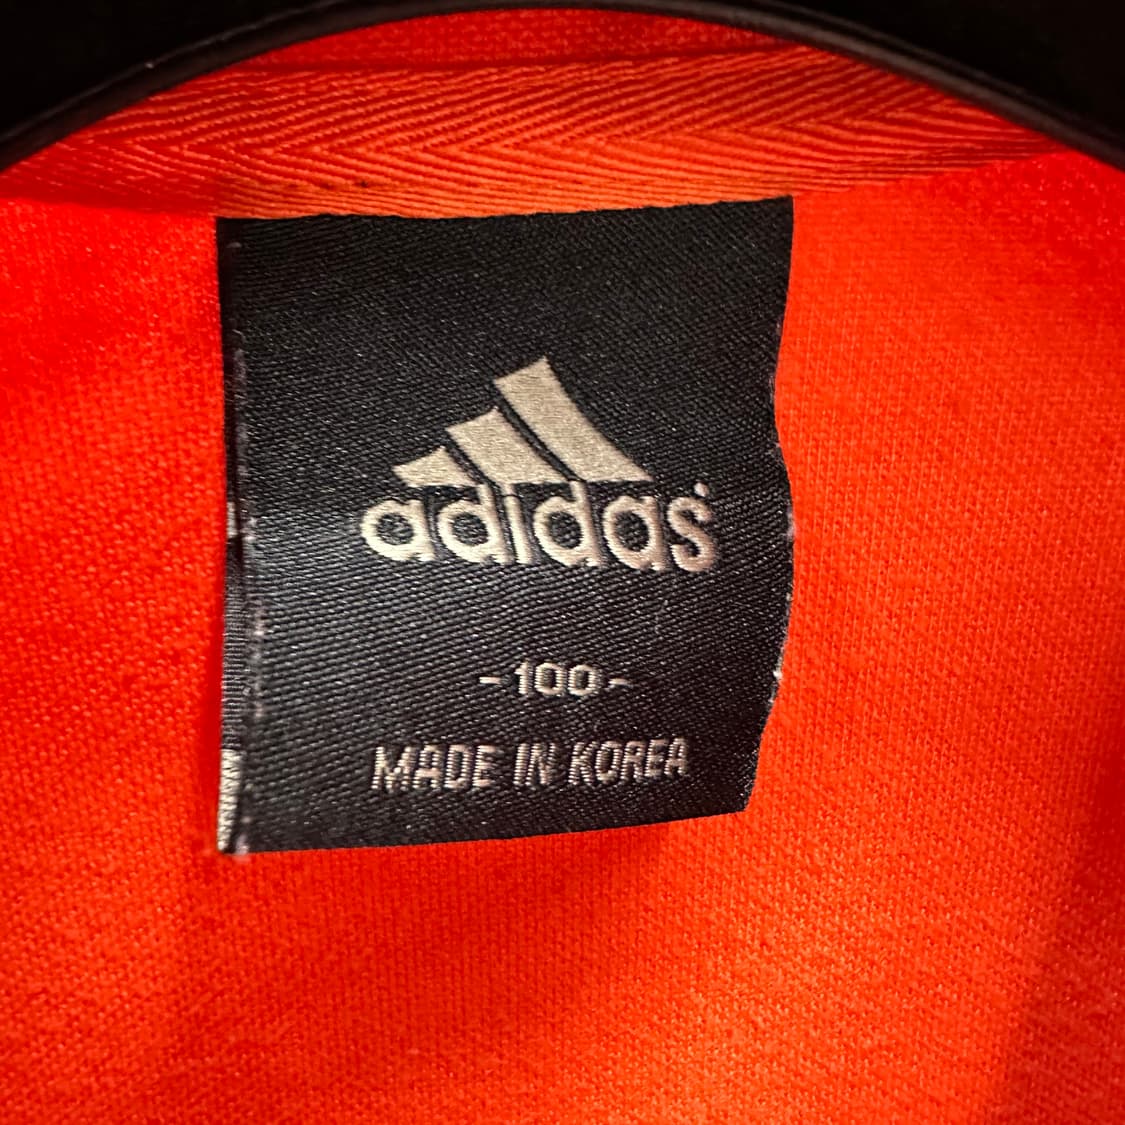 adidas
-100-
MADE IN KOREA